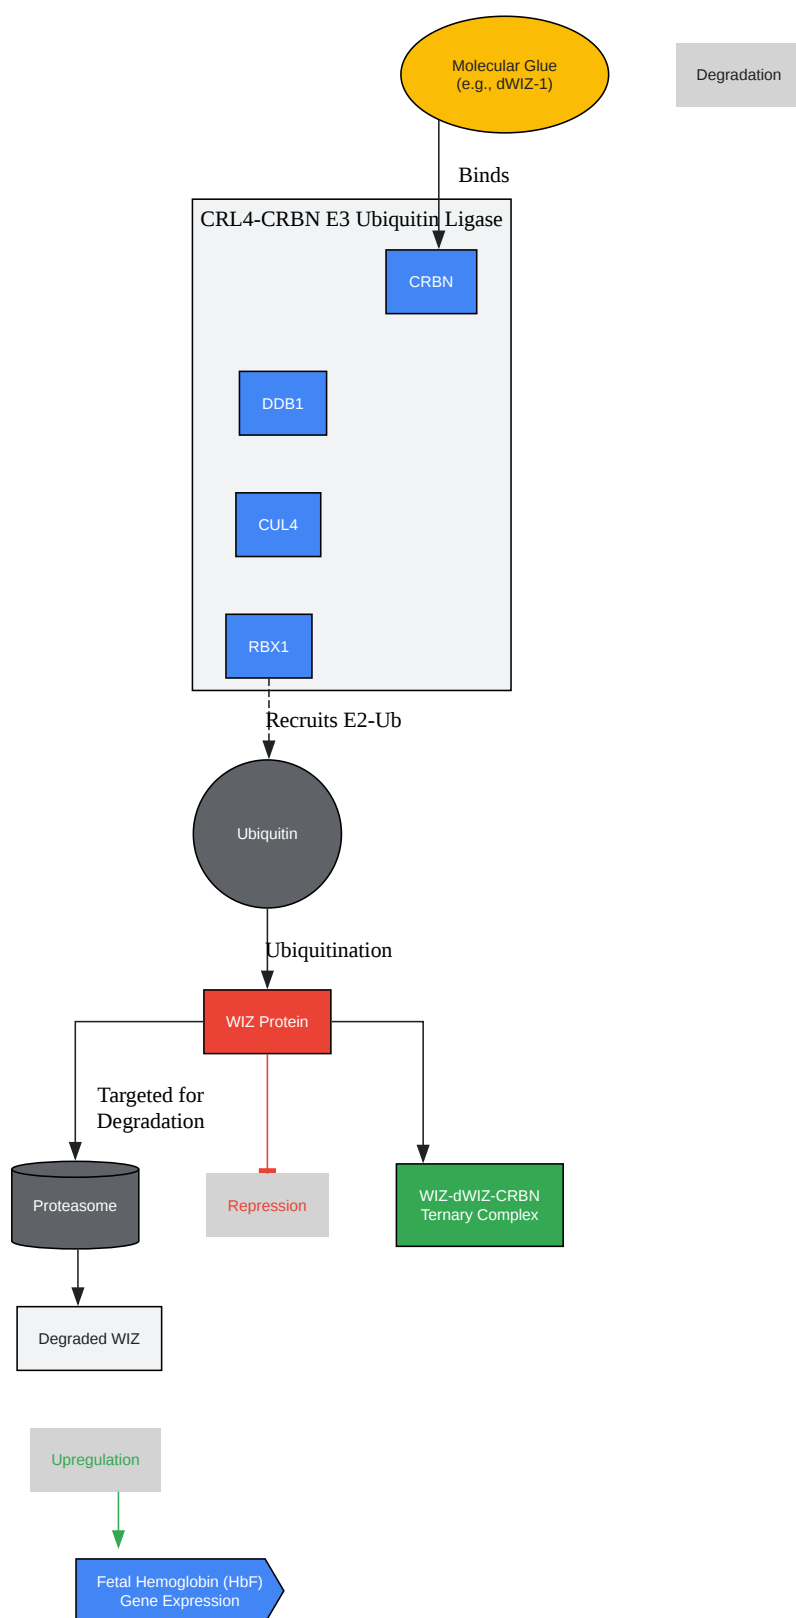 Molecular Glue
(e.g., dWIZ-1)
Degradation
Binds
CRL4-CRBN E3 Ubiquitin Ligase
CRBN
DDB1
CUL4
RBX1
Recruits E2-Ub
Ubiquitin
Ubiquitination
WIZ Protein
Targeted for
Degradation
Proteasome
Repression
WIZ-dWIZ-CRBN
Ternary Complex
Degraded WIZ
Upregulation
Fetal Hemoglobin (HbF)
Gene Expression